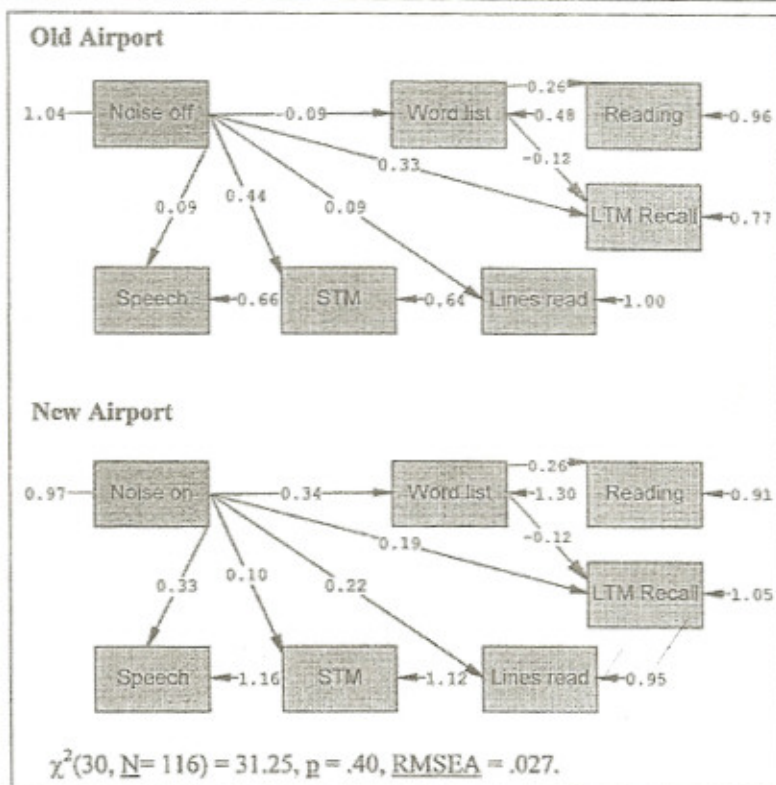 Old Airport
0.26
1.04 Noise off -0.09 Word list 0.48 Reading 0.96
-0.12
0.33
0.09 0.44 0.09 LTM Recall 0.77
Speech 0.66 STM 0.64 Lines read 1.00
New Airport
0.26
0.97 Noise on 0.34 Word list 1.30 Reading 0.91
-0.12
0.19
0.33 0.10 0.22 LTM Recall 1.05
Speech 1.16 STM 1.12 Lines read 0.95
χ²(30, N= 116) = 31.25, p = .40, RMSEA = .027.